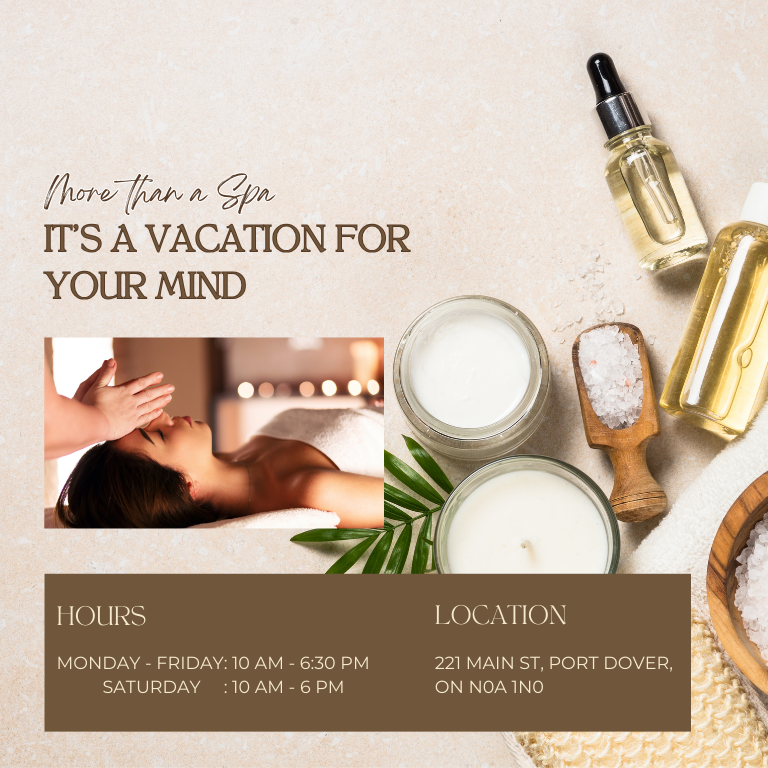 More than a Spa
IT'S A VACATION FOR
YOUR MIND
HOURS
MONDAY - FRIDAY: 10 AM - 6:30 PM
SATURDAY : 10 AM - 6 PM
LOCATION
221 MAIN ST, PORT DOVER,
ON N0A 1N0